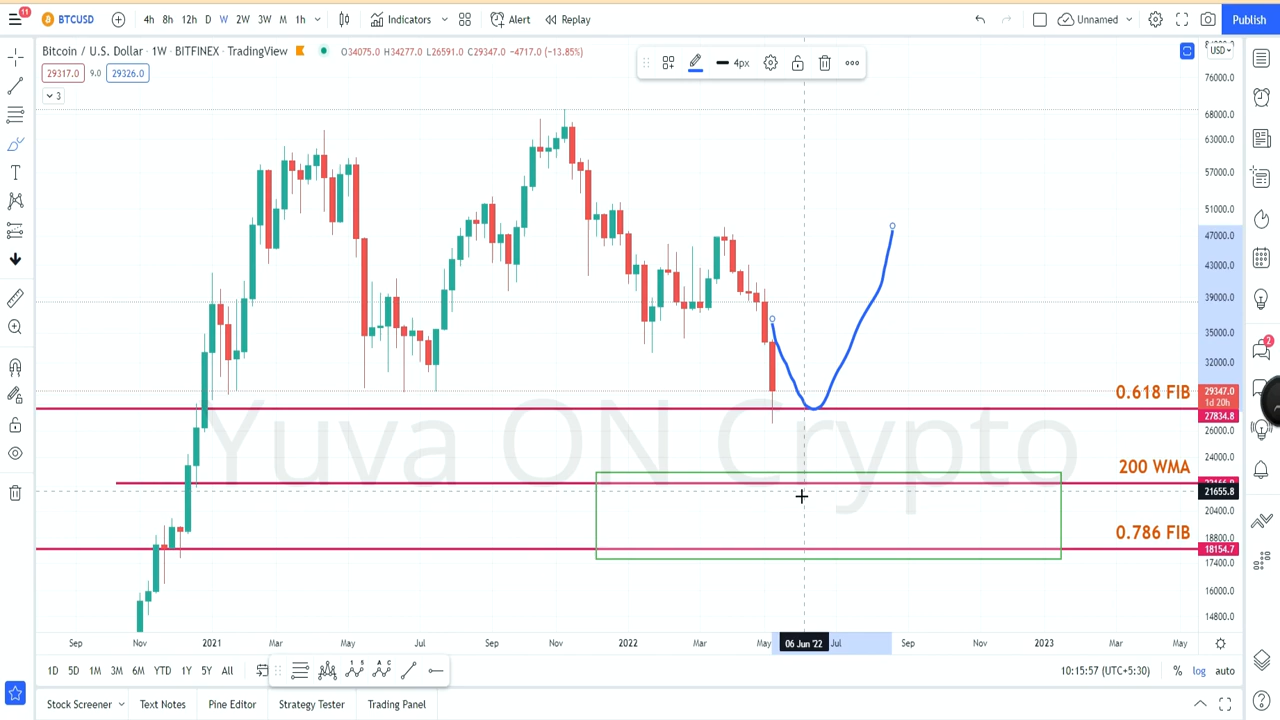 11
BTCUSD
4h 8h 12h D W 2W 3W M 1h
Indicators
Alert
Replay
Unnamed
Publish
Bitcoin / U.S. Dollar · 1W · BITFINEX · TradingView
O34075.0 H34277.0 L26591.0 C29347.0 -4717.0 (-13.85%)
4px
USD
29317.0 9.0 29326.0
3
76000.0
68000.0
63000.0
57000.0
51000.0
47000.0
43000.0
39000.0
35000.0
32000.0
2
0.618 FIB
29347.0
1d 20h
27834.8
26000.0
Yuva ON Crypto
24000.0
200 WMA
21655.8
20400.0
0.786 FIB
18800.0
18154.7
17400.0
16000.0
14800.0
Sep Nov 2021 Mar May Jul Sep Nov 2022 Mar May 06 Jun '22 Jul Sep Nov 2023 Mar May
1D 5D 1M 3M 6M YTD 1Y 5Y All
10:15:57 (UTC+5:30) % log auto
Stock Screener Text Notes Pine Editor Strategy Tester Trading Panel